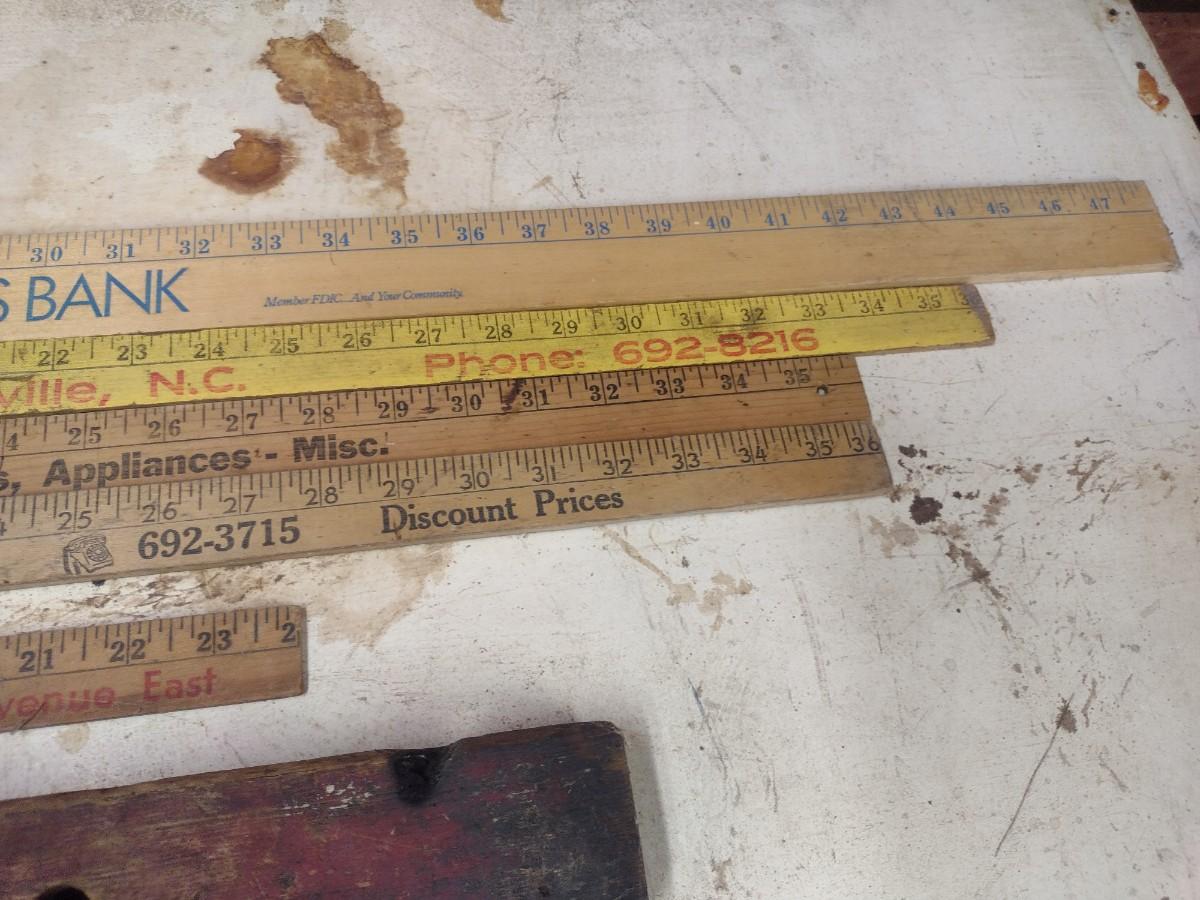 30 31 32 33 34 35 36 37 38 39 40 41 42 43 44 45 46 47
S BANK Member FDIC...And Your Community.
22 23 24 25 26 27 28 29 30 31 32 33 34 35 3
ville, N.C. Phone: 692-8216
4 25 26 27 28 29 30 31 32 33 34 35
s, Appliances - Misc.
4 25 26 27 28 29 30 31 32 33 34 35 36
692-3715 Discount Prices
21 22 23 2
venue East